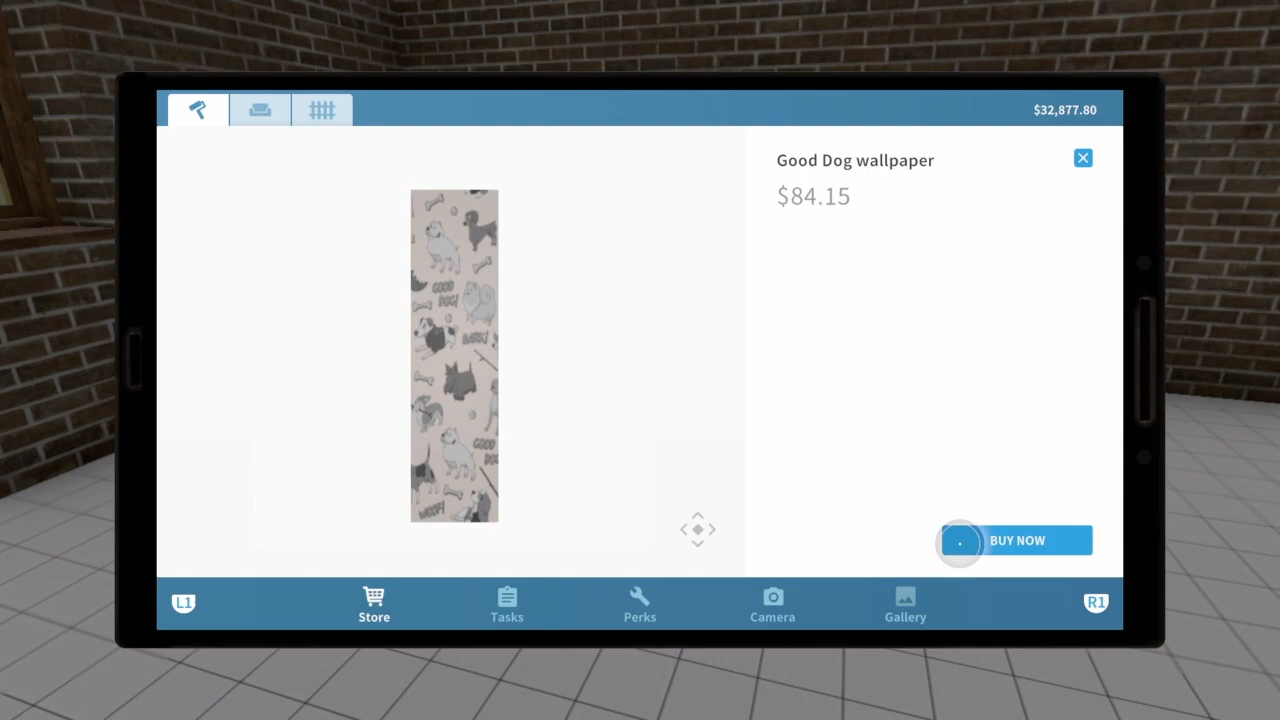 $32,877.80
Good Dog wallpaper
$84.15
GOOD
DOG!
BARK!
GOOD
WOOF!
BUY NOW
L1
Store
Tasks
Perks
Camera
Gallery
R1